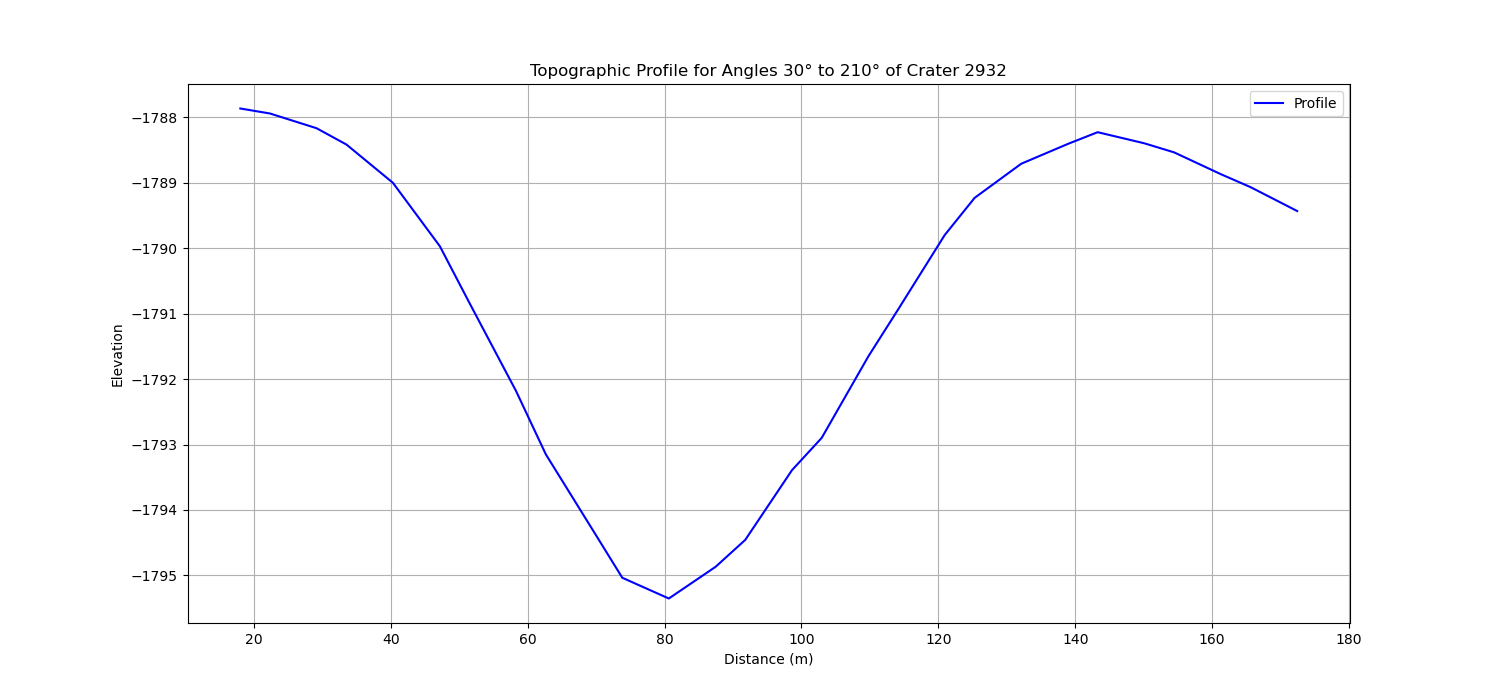 Topographic Profile for Angles 30° to 210° of Crater 2932
Profile
−1788
−1789
−1790
−1791
−1792
−1793
−1794
−1795
Elevation
20 40 60 80 100 120 140 160 180
Distance (m)